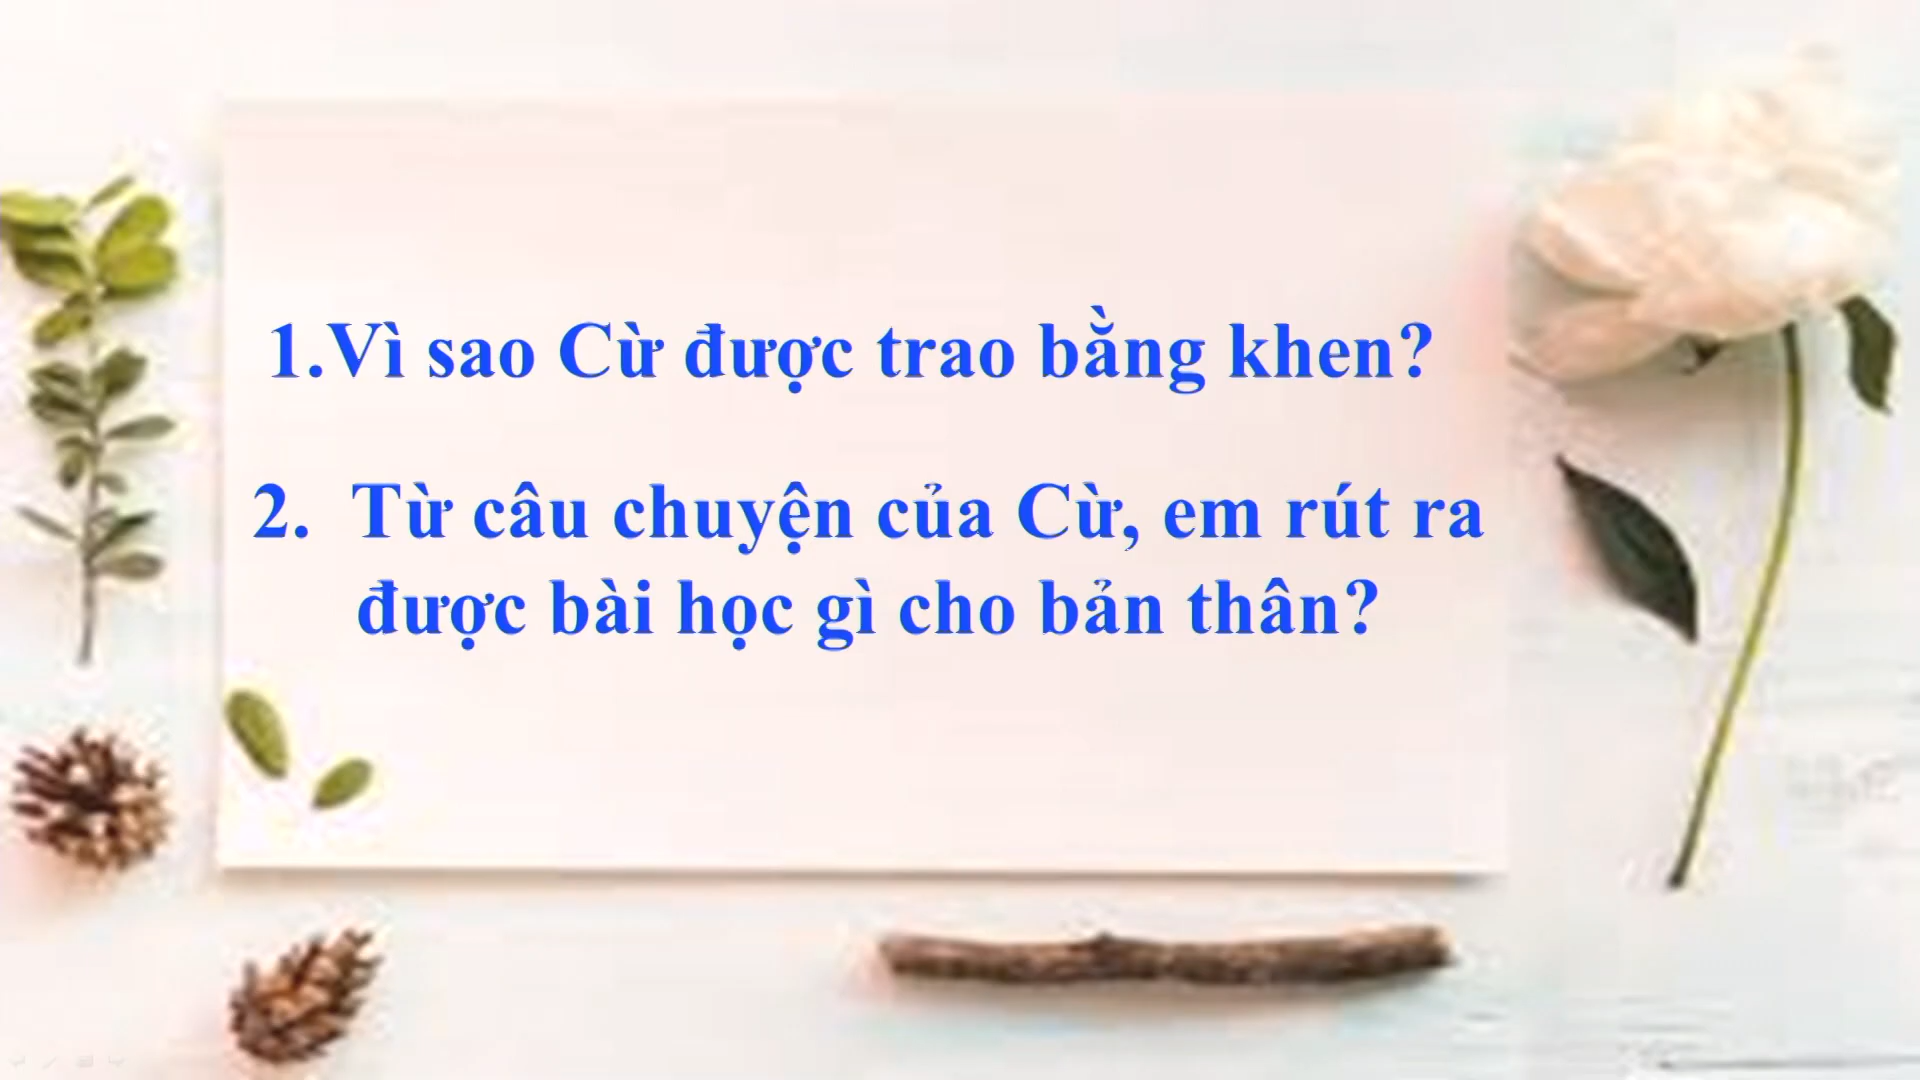 1.Vì sao Cừ được trao bằng khen?
2. Từ câu chuyện của Cừ, em rút ra
được bài học gì cho bản thân?